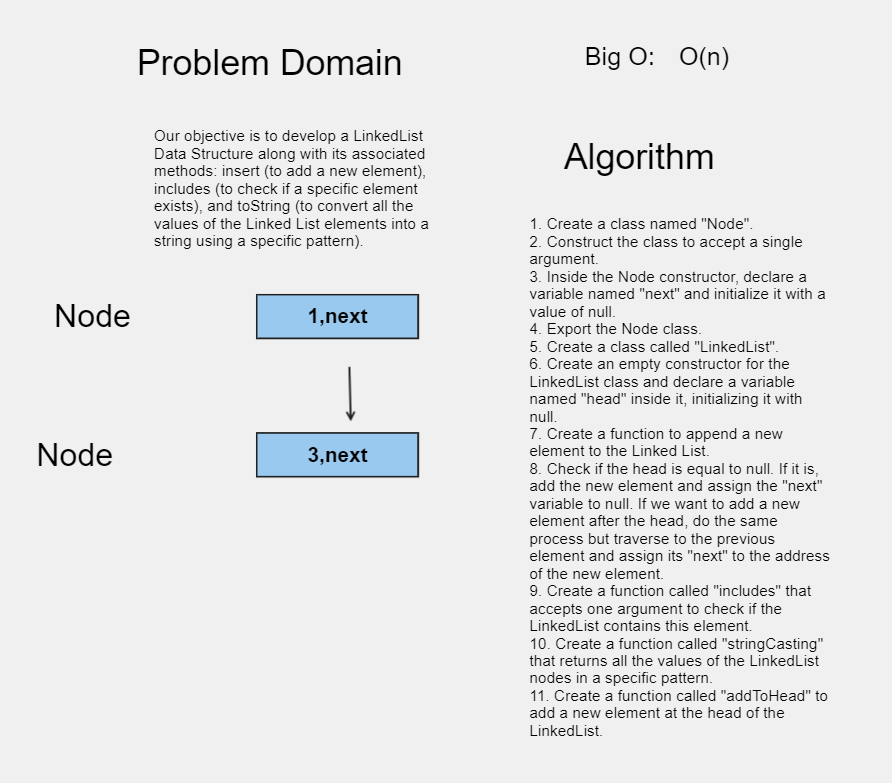 Problem Domain
Our objective is to develop a LinkedList
Data Structure along with its associated
methods: insert (to add a new element),
includes (to check if a specific element
exists), and toString (to convert all the
values of the Linked List elements into a
string using a specific pattern).
Node
1,next
Node
3,next
Big O: O(n)
Algorithm
1. Create a class named "Node".
2. Construct the class to accept a single
argument.
3. Inside the Node constructor, declare a
variable named "next" and initialize it with a
value of null.
4. Export the Node class.
5. Create a class called "LinkedList".
6. Create an empty constructor for the
LinkedList class and declare a variable
named "head" inside it, initializing it with
null.
7. Create a function to append a new
element to the Linked List.
8. Check if the head is equal to null. If it is,
add the new element and assign the "next"
variable to null. If we want to add a new
element after the head, do the same
process but traverse to the previous
element and assign its "next" to the address
of the new element.
9. Create a function called "includes" that
accepts one argument to check if the
LinkedList contains this element.
10. Create a function called "stringCasting"
that returns all the values of the LinkedList
nodes in a specific pattern.
11. Create a function called "addToHead" to
add a new element at the head of the
LinkedList.